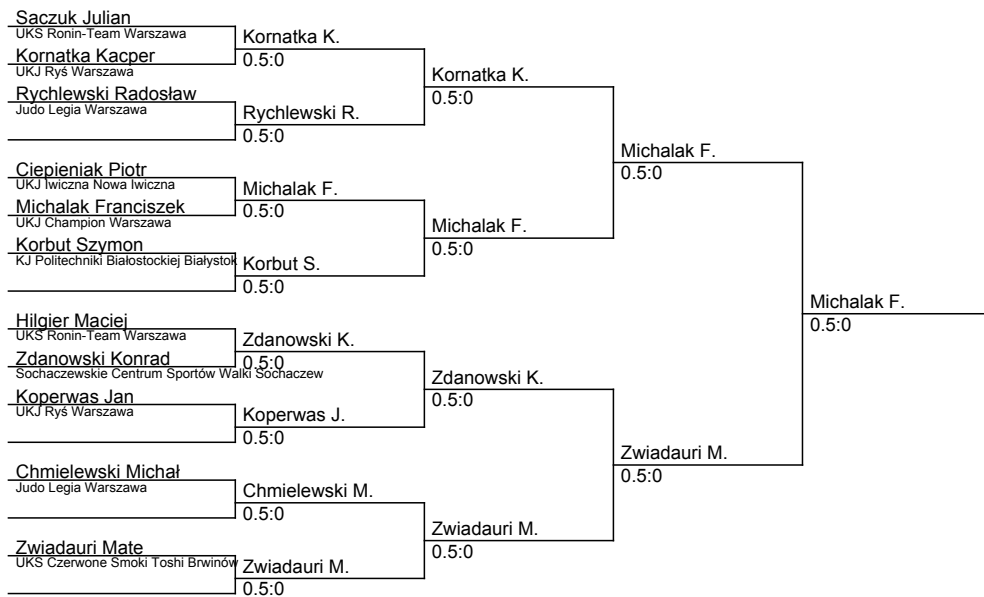 Saczuk Julian
UKS Ronin-Team Warszawa
Kornatka Kacper
UKJ Ryś Warszawa
Rychlewski Radosław
Judo Legia Warszawa
Ciepieniak Piotr
UKJ Iwiczna Nowa Iwiczna
Michalak Franciszek
UKJ Champion Warszawa
Korbut Szymon
KJ Politechniki Białostockiej Białystok
Hilgier Maciej
UKS Ronin-Team Warszawa
Zdanowski Konrad
Sochaczewskie Centrum Sportów Walki Sochaczew
Koperwas Jan
UKJ Ryś Warszawa
Chmielewski Michał
Judo Legia Warszawa
Zwiadauri Mate
UKS Czerwone Smoki Toshi Brwinów
Kornatka K.
0.5:0
Rychlewski R.
0.5:0
Michalak F.
0.5:0
Korbut S.
0.5:0
Zdanowski K.
0.5:0
Koperwas J.
0.5:0
Chmielewski M.
0.5:0
Zwiadauri M.
0.5:0
Kornatka K.
0.5:0
Michalak F.
0.5:0
Zdanowski K.
0.5:0
Zwiadauri M.
0.5:0
Michalak F.
0.5:0
Zwiadauri M.
0.5:0
Michalak F.
0.5:0